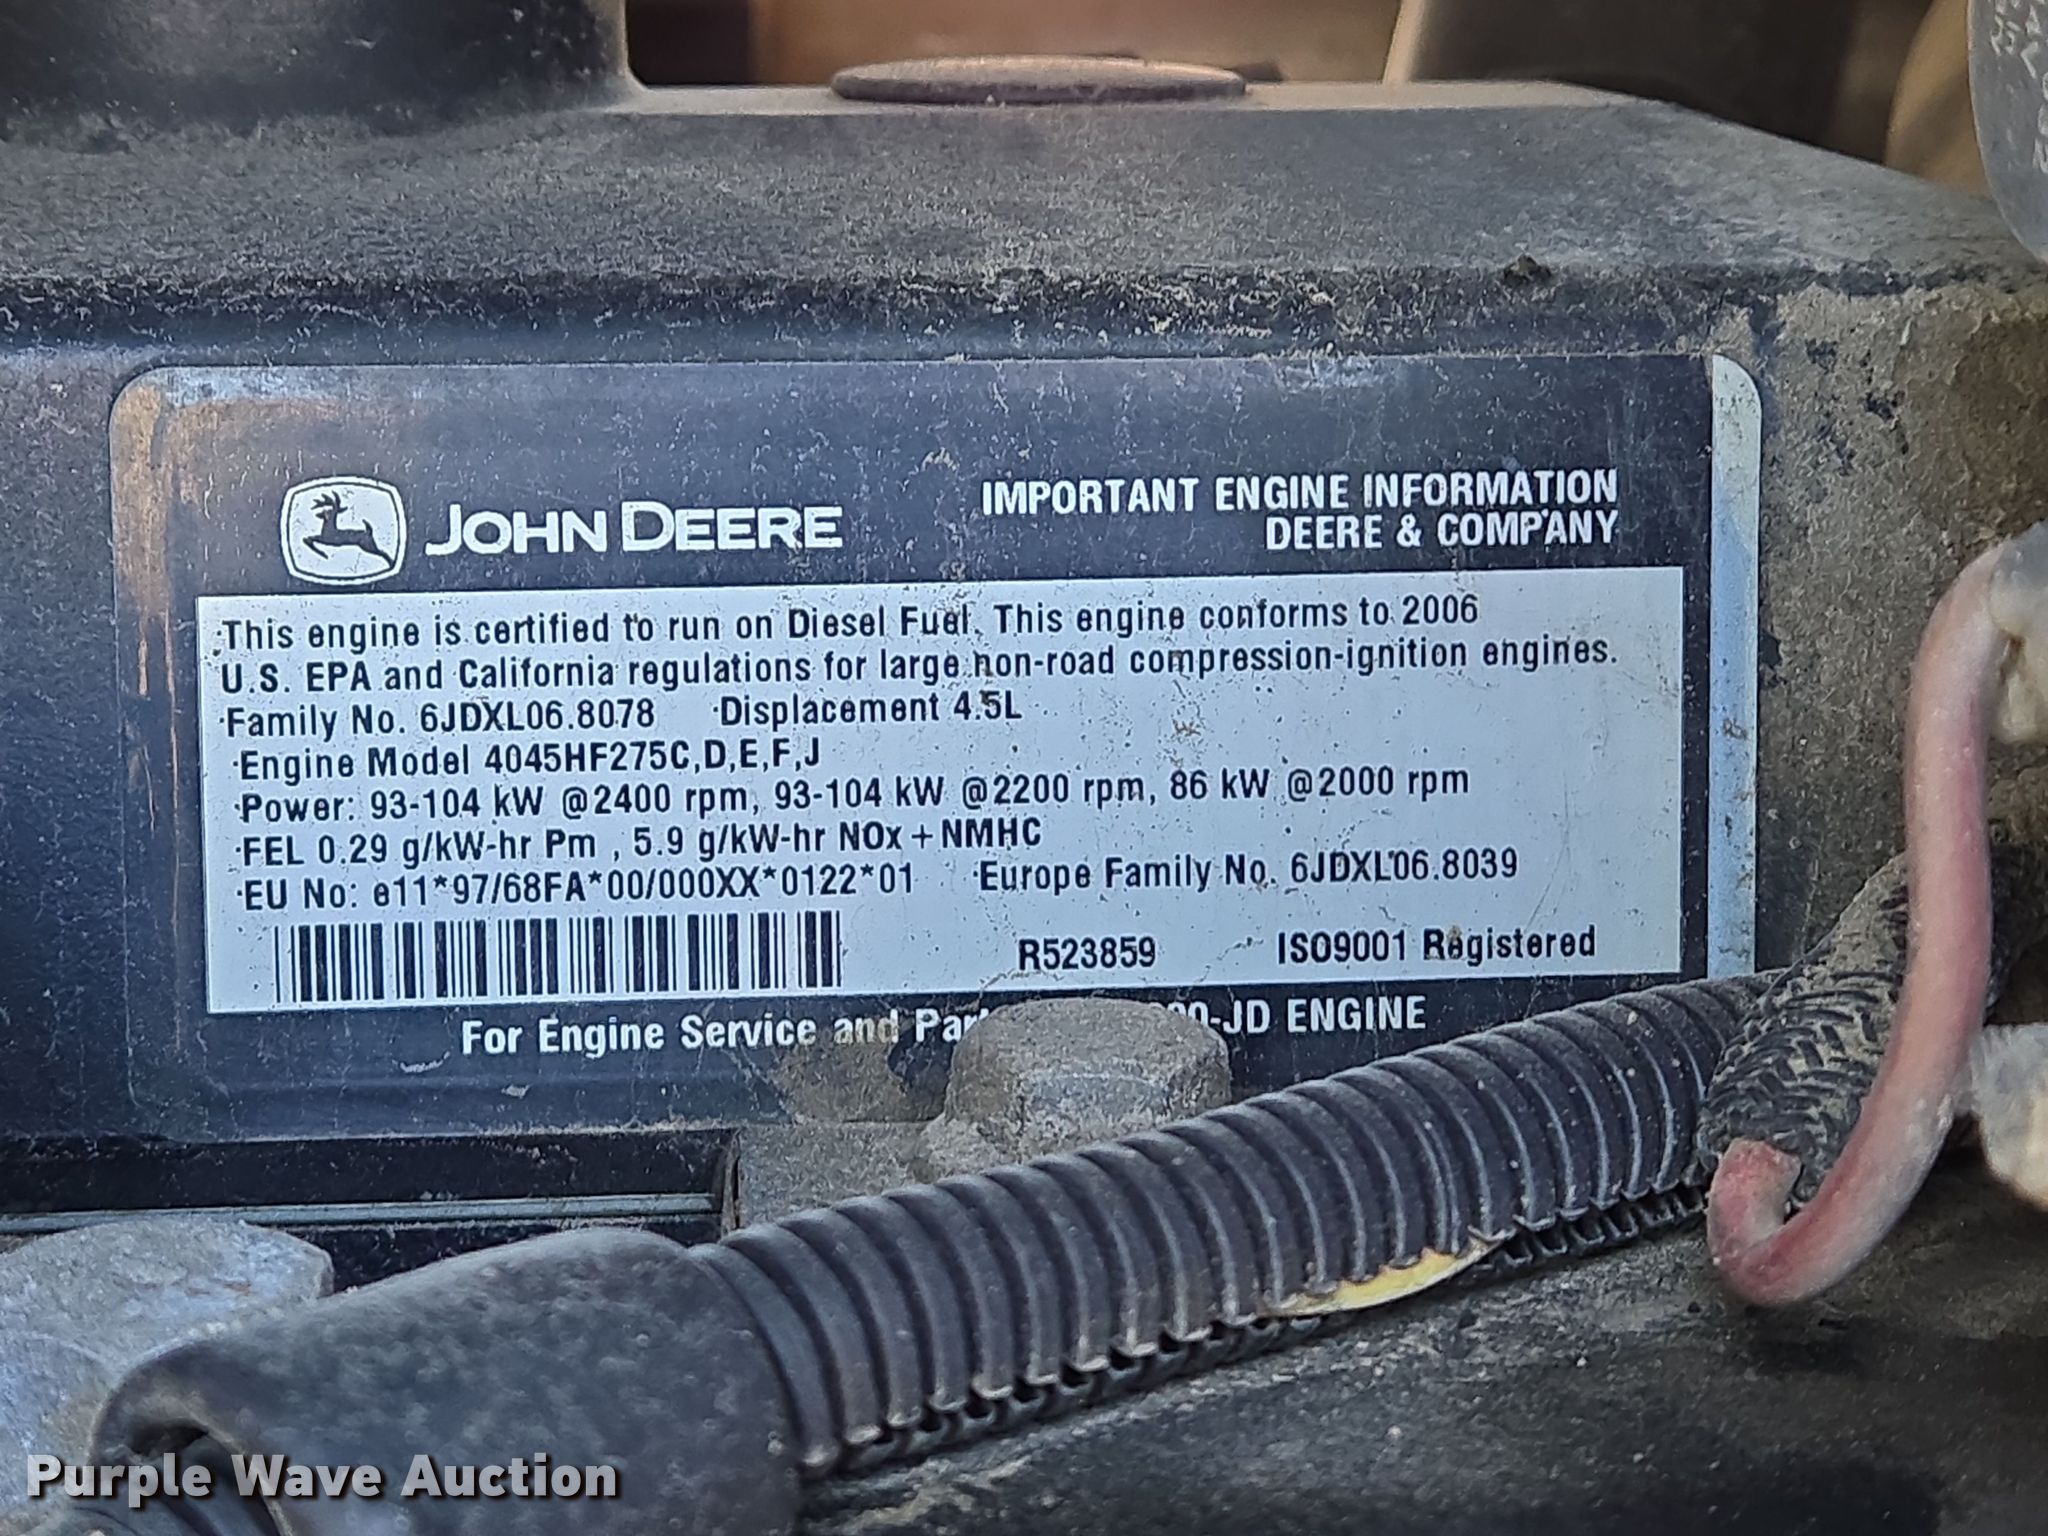 JOHN DEERE
IMPORTANT ENGINE INFORMATION
DEERE & COMPANY
·This engine is certified to run on Diesel Fuel. This engine conforms to 2006
U.S. EPA and California regulations for large non-road compression-ignition engines.
·Family No. 6JDXL06.8078 ·Displacement 4.5L
·Engine Model 4045HF275C,D,E,F,J
·Power: 93-104 kW @2400 rpm, 93-104 kW @2200 rpm, 86 kW @2000 rpm
·FEL 0.29 g/kW-hr Pm , 5.9 g/kW-hr NOx + NMHC
·EU No: e11*97/68FA*00/000XX*0122*01 ·Europe Family No. 6JDXL06.8039
R523859 ISO9001 Registered
For Engine Service and Par 00-JD ENGINE
Purple Wave Auction